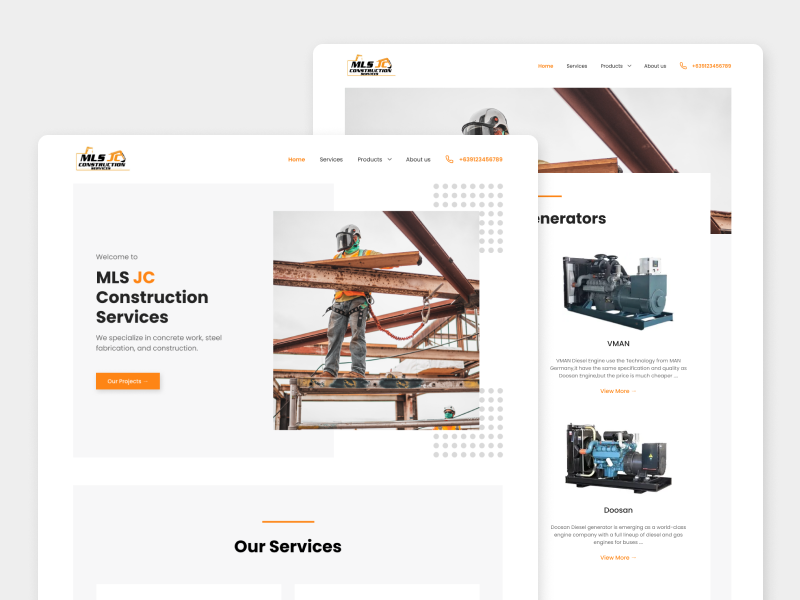 MLS JC
CONSTRUCTION
SERVICES
Home Services Products About us +639123456789
MLS JC
CONSTRUCTION
SERVICES
Home Services Products About us +639123456789
Welcome to
MLS JC
Construction
Services
We specialize in concrete work, steel
fabrication, and construction.
Our Projects
Our Services
enerators
VMAN
VMAN Diesel Engine use the Technology from MAN
Germany,it have the same specification and quality as
Doosan Engine,but the price is much cheaper ...
View More →
Doosan
Doosan Diesel generator is emerging as a world-class
engine company with a full lineup of diesel and gas
engines for buses ...
View More →